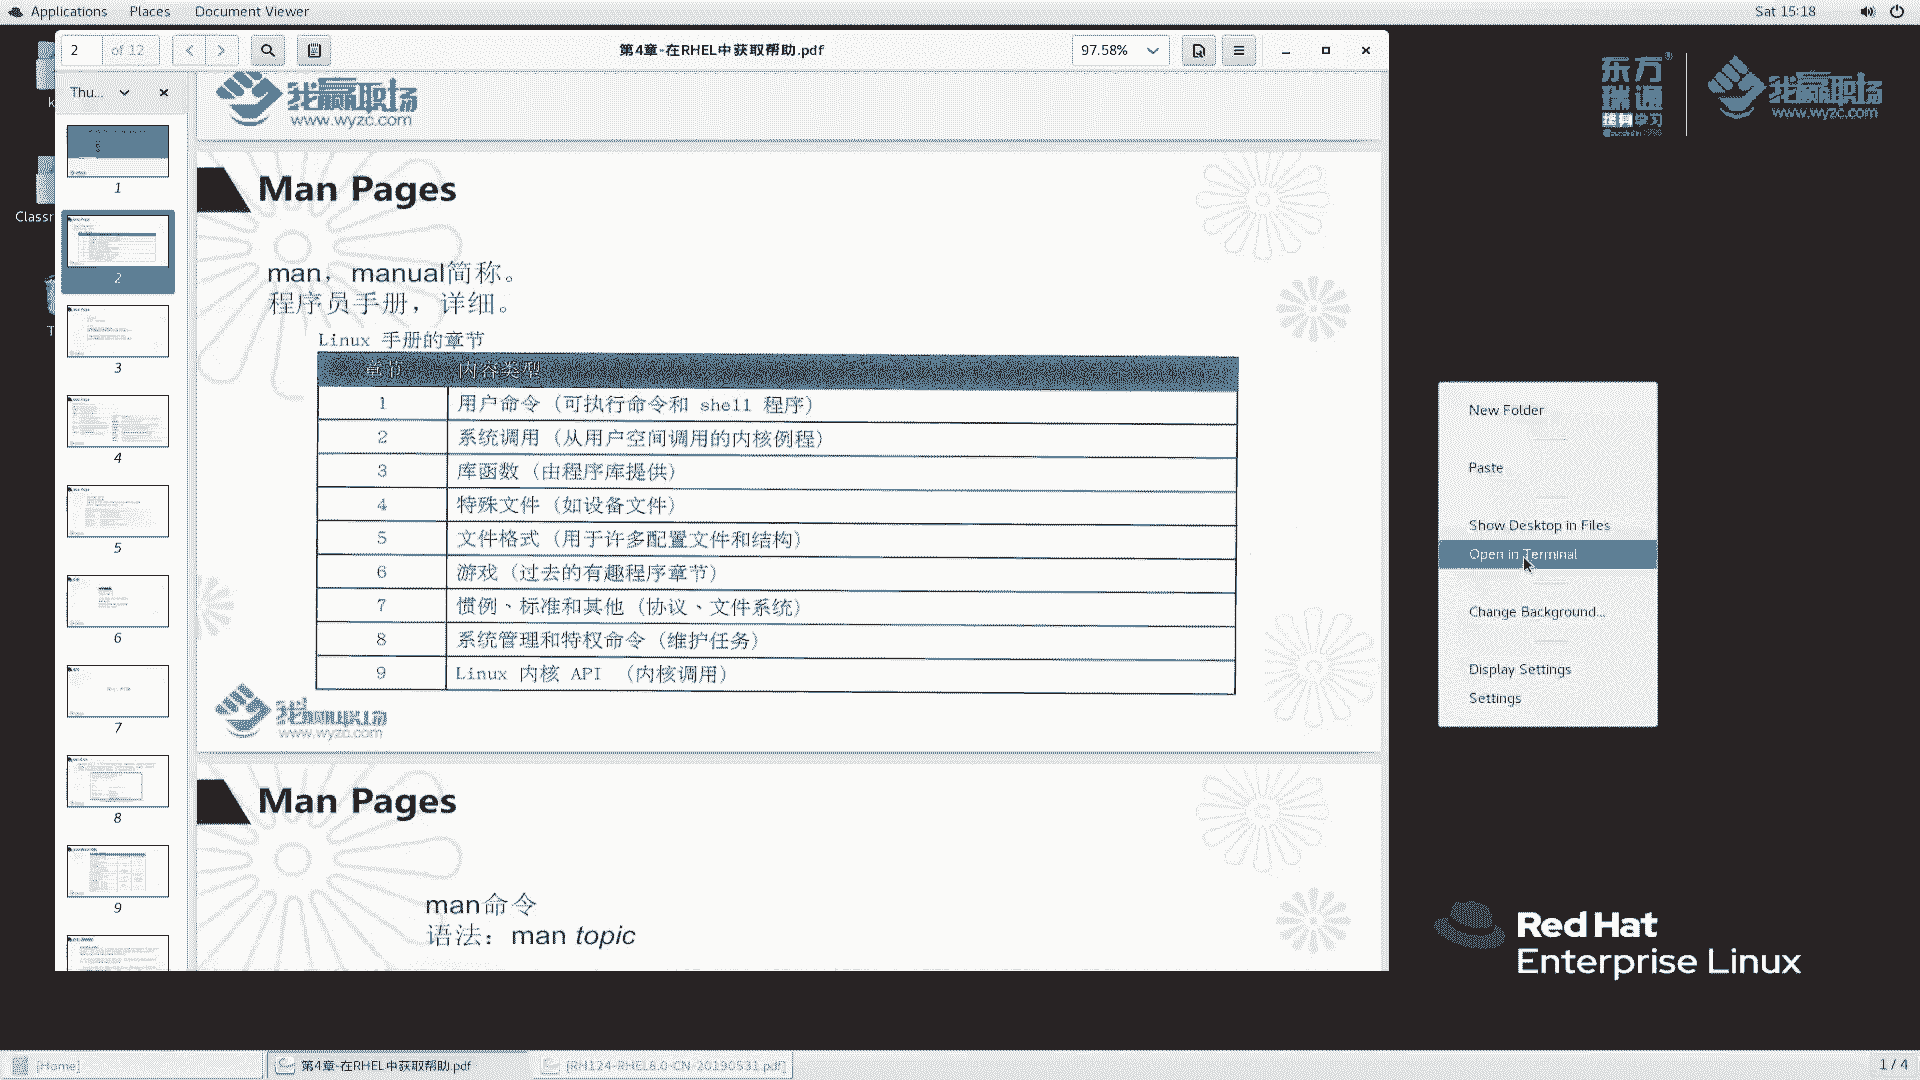 Applications Places Document Viewer
Sat 15:18
2 of 12
第4章-在RHEL中获取帮助.pdf
97.58%
Thu...
1
2
3
4
5
6
7
8
9
Classr
我赢职场
www.wyzc.com
Man Pages
man，manual简称。
程序员手册，详细。
Linux 手册的章节
章节 内容类型
1 用户命令（可执行命令和 shell 程序）
2 系统调用（从用户空间调用的内核例程）
3 库函数（由程序库提供）
4 特殊文件（如设备文件）
5 文件格式（用于许多配置文件和结构）
6 游戏（过去的有趣程序章节）
7 惯例、标准和其他（协议、文件系统）
8 系统管理和特权命令（维护任务）
9 Linux 内核 API （内核调用）
www.wyzc.com
Man Pages
man命令
语法：man topic
东方瑞通®
我赢职场
www.wyzc.com
New Folder
Paste
Show Desktop in Files
Open in Terminal
Change Background...
Display Settings
Settings
Red Hat
Enterprise Linux
[Home]
第4章-在RHEL中获取帮助.pdf
[RH124-RHEL8.0-CN-20190531.pdf]
1 / 4